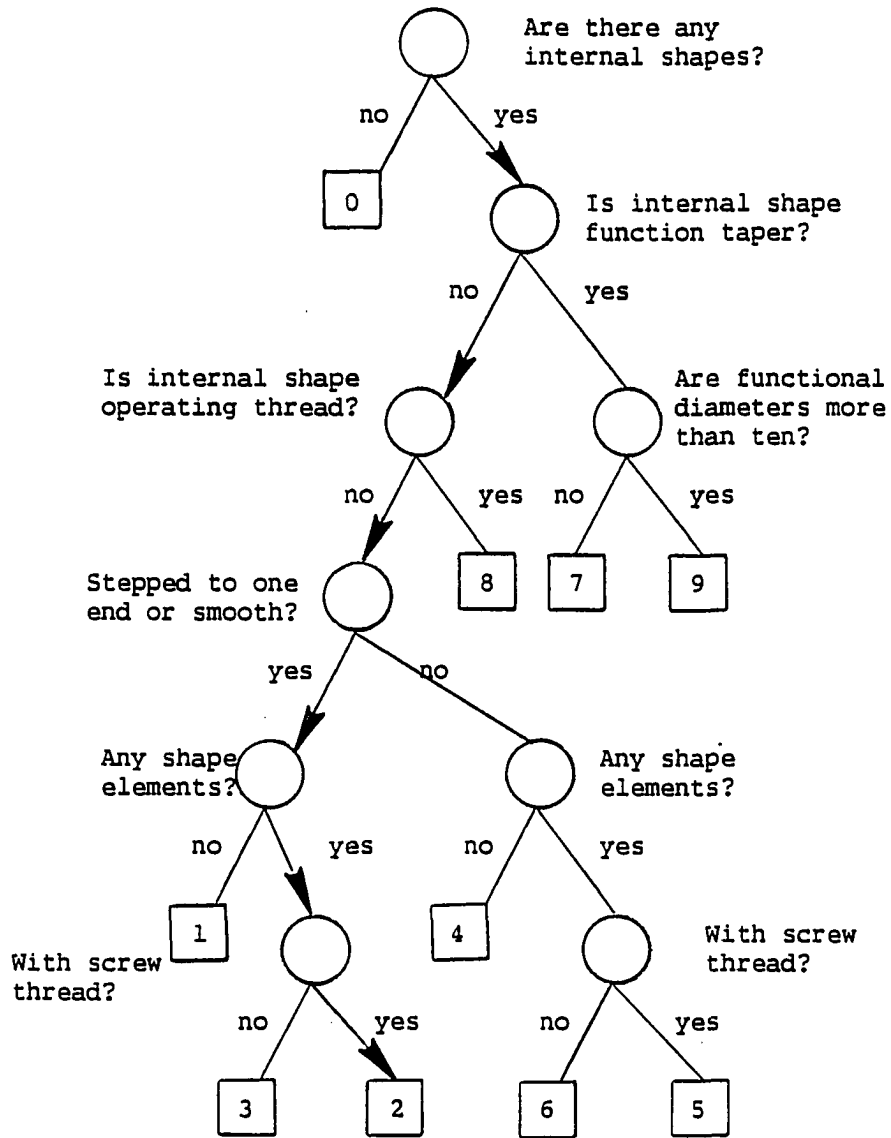 Are there any
internal shapes?
no
yes
0
Is internal shape
function taper?
no
yes
Is internal shape
operating thread?
Are functional
diameters more
than ten?
no
yes
no
yes
8
7
9
Stepped to one
end or smooth?
yes
no
Any shape
elements?
Any shape
elements?
no
yes
no
yes
1
4
With screw
thread?
With screw
thread?
no
yes
no
yes
3
2
6
5